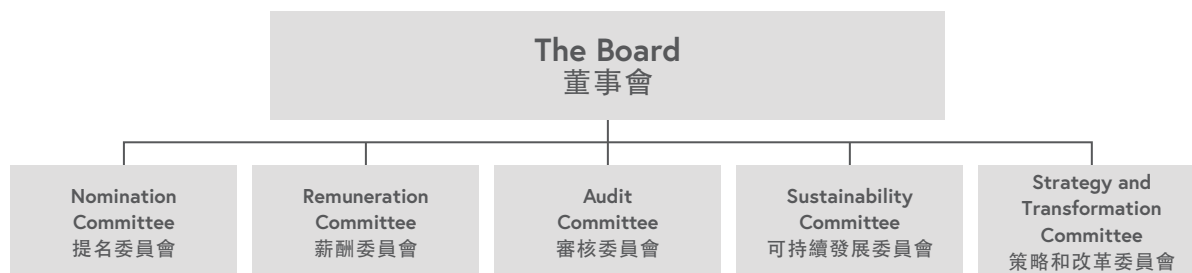 The Board
董事會
Nomination
Committee
提名委員會
Remuneration
Committee
薪酬委員會
Audit
Committee
審核委員會
Sustainability
Committee
可持續發展委員會
Strategy and
Transformation
Committee
策略和改革委員會